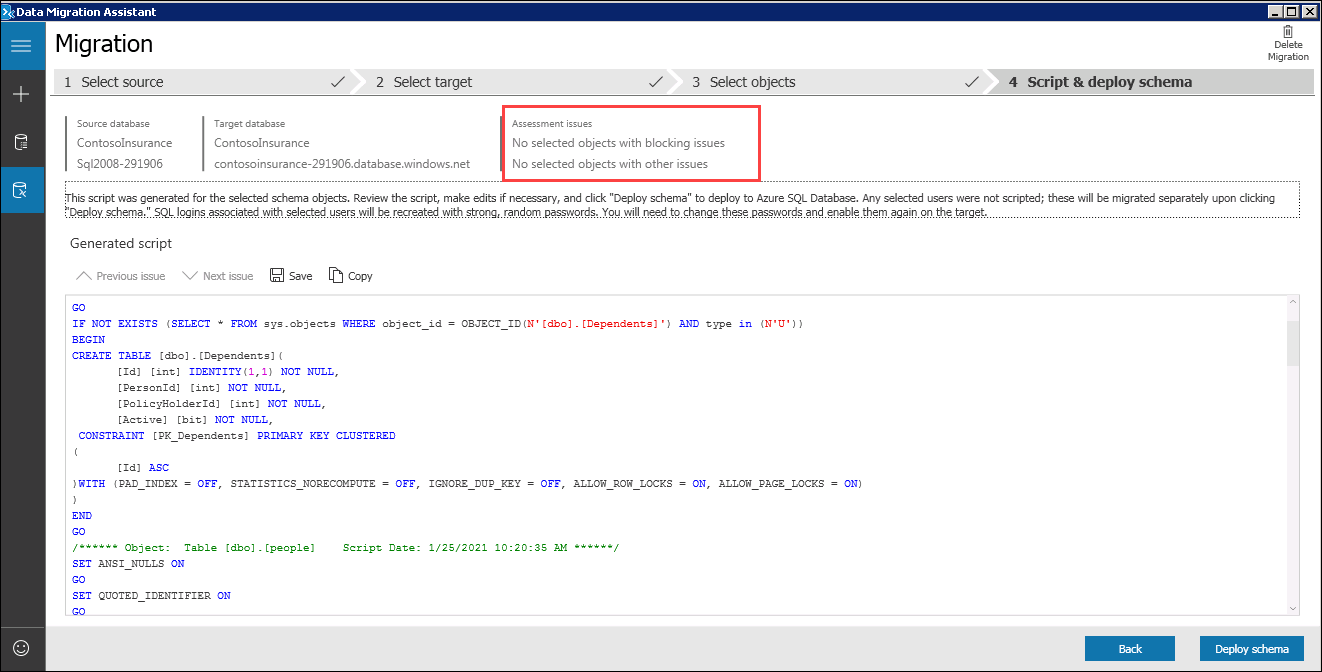 Data Migration Assistant
Migration
Delete
Migration
1 Select source
2 Select target
3 Select objects
4 Script & deploy schema
Source database
ContosoInsurance
Sql2008-291906
Target database
ContosoInsurance
contosoinsurance-291906.database.windows.net
Assessment issues
No selected objects with blocking issues
No selected objects with other issues
This script was generated for the selected schema objects. Review the script, make edits if necessary, and click "Deploy schema" to deploy to Azure SQL Database. Any selected users were not scripted; these will be migrated separately upon clicking
"Deploy schema." SQL logins associated with selected users will be recreated with strong, random passwords. You will need to change these passwords and enable them again on the target.
Generated script
Previous issue Next issue Save Copy
GO
IF NOT EXISTS (SELECT * FROM sys.objects WHERE object_id = OBJECT_ID(N'[dbo].[Dependents]') AND type in (N'U'))
BEGIN
CREATE TABLE [dbo].[Dependents](
[Id] [int] IDENTITY(1,1) NOT NULL,
[PersonId] [int] NOT NULL,
[PolicyHolderId] [int] NOT NULL,
[Active] [bit] NOT NULL,
CONSTRAINT [PK_Dependents] PRIMARY KEY CLUSTERED
(
[Id] ASC
)WITH (PAD_INDEX = OFF, STATISTICS_NORECOMPUTE = OFF, IGNORE_DUP_KEY = OFF, ALLOW_ROW_LOCKS = ON, ALLOW_PAGE_LOCKS = ON)
)
END
GO
/****** Object:  Table [dbo].[people]    Script Date: 1/25/2021 10:20:35 AM ******/
SET ANSI_NULLS ON
GO
SET QUOTED_IDENTIFIER ON
GO
Back
Deploy schema